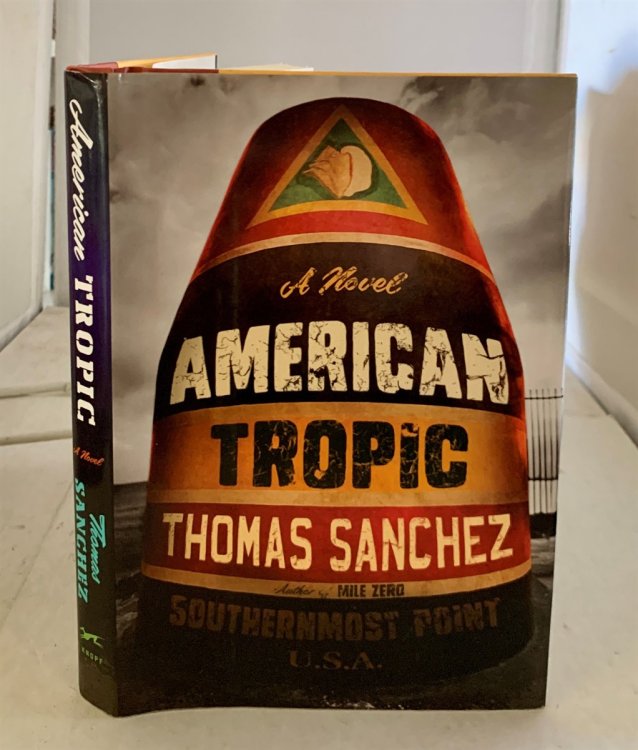 American TROPIC
A Novel
Thomas
SANCHEZ
KNOPF
A Novel
AMERICAN
TROPiC
THOMAS SANCHEZ
Author of MILE ZERO
SOUTHERNMOST POINT
U.S.A.